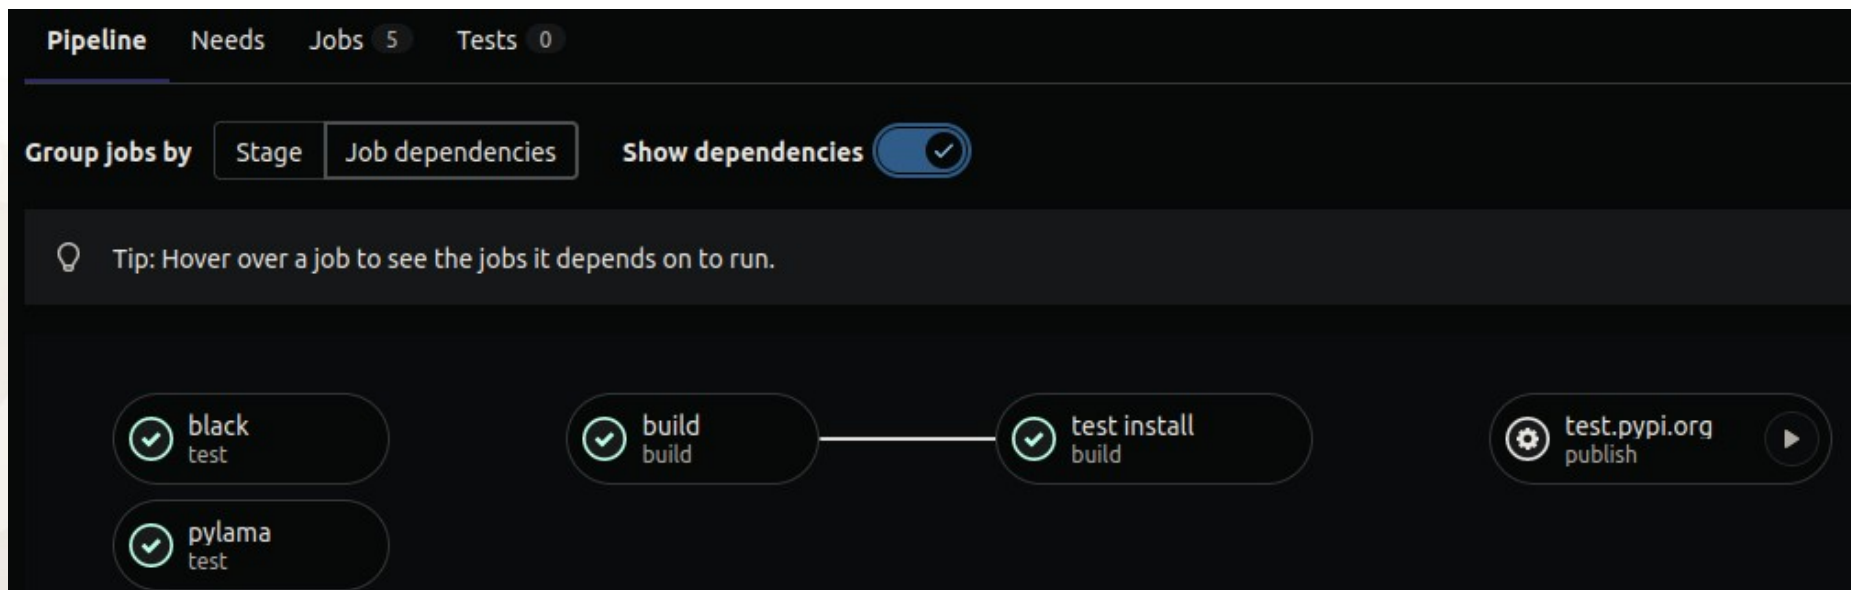 Pipeline Needs Jobs 5 Tests 0
Group jobs by Stage Job dependencies Show dependencies
Tip: Hover over a job to see the jobs it depends on to run.
black
test
build
build
test install
build
test.pypi.org
publish
pylama
test